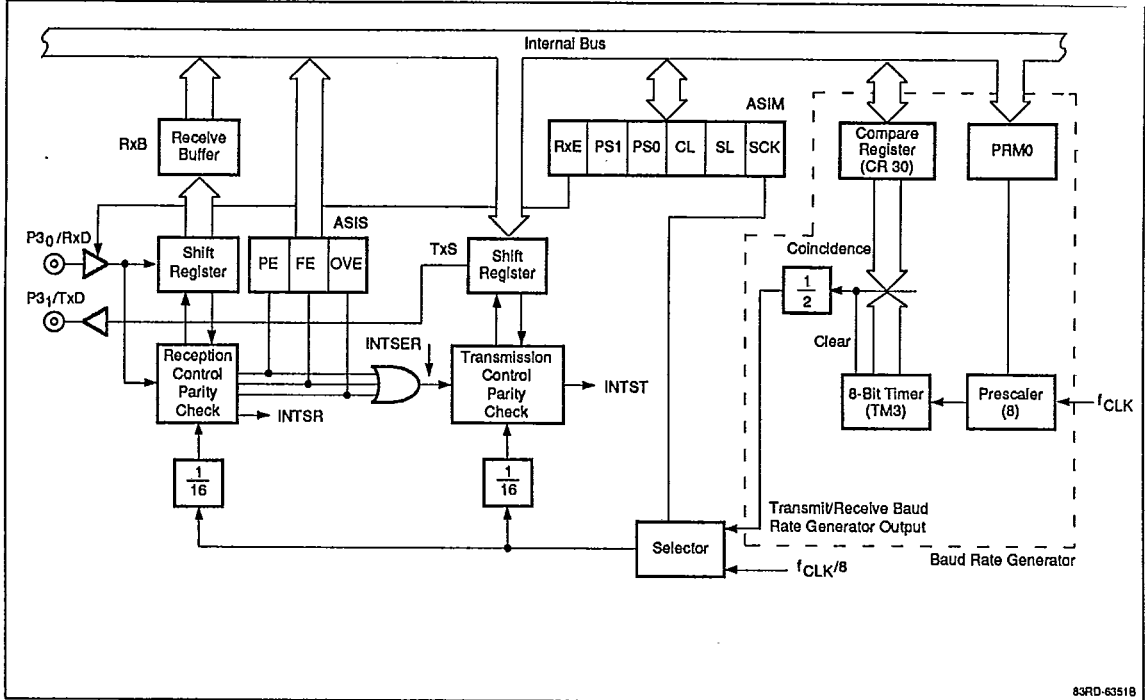 Internal Bus
ASIM
RxB
Receive
Buffer
RxE PS1 PS0 CL SL SCK
Compare
Register
(CR 30)
PRM0
P3₀/RxD
Shift
Register
ASIS
PE FE OVE
TxS
Shift
Register
Coincidence
1/2
P3₁/TxD
Clear
Reception
Control
Parity
Check
INTSR
INTSER
Transmission
Control
Parity
Check
INTST
8-Bit Timer
(TM3)
Prescaler
(8)
fCLK
1/16
1/16
Transmit/Receive Baud
Rate Generator Output
Selector
fCLK/8
Baud Rate Generator
83RD-6351B